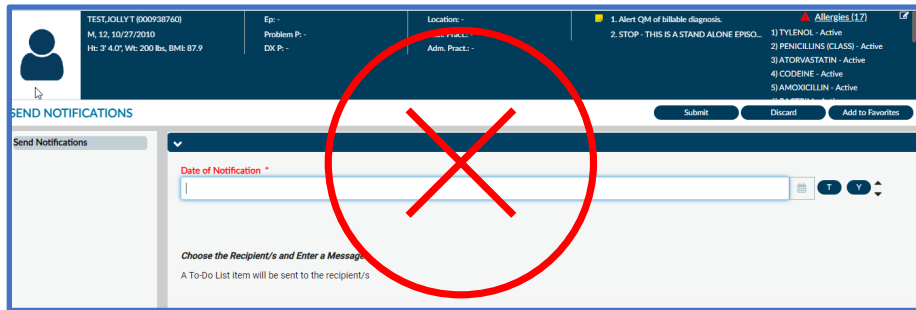 TEST,JOLLY T (000938760)
M, 12, 10/27/2010
Ht: 3' 4.0", Wt: 200 lbs, BMI: 87.9
Ep: -
Problem P: -
DX P: -
Location: -
Pract.: -
Adm. Pract.: -
1. Alert QM of billable diagnosis.
2. STOP - THIS IS A STAND ALONE EPISO...
Allergies (17)
1) TYLENOL - Active
2) PENICILLINS (CLASS) - Active
3) ATORVASTATIN - Active
4) CODEINE - Active
5) AMOXICILLIN - Active
SEND NOTIFICATIONS
Submit
Discard
Add to Favorites
Send Notifications
Date of Notification *
T
Y
Choose the Recipient/s and Enter a Message
A To-Do List item will be sent to the recipient/s